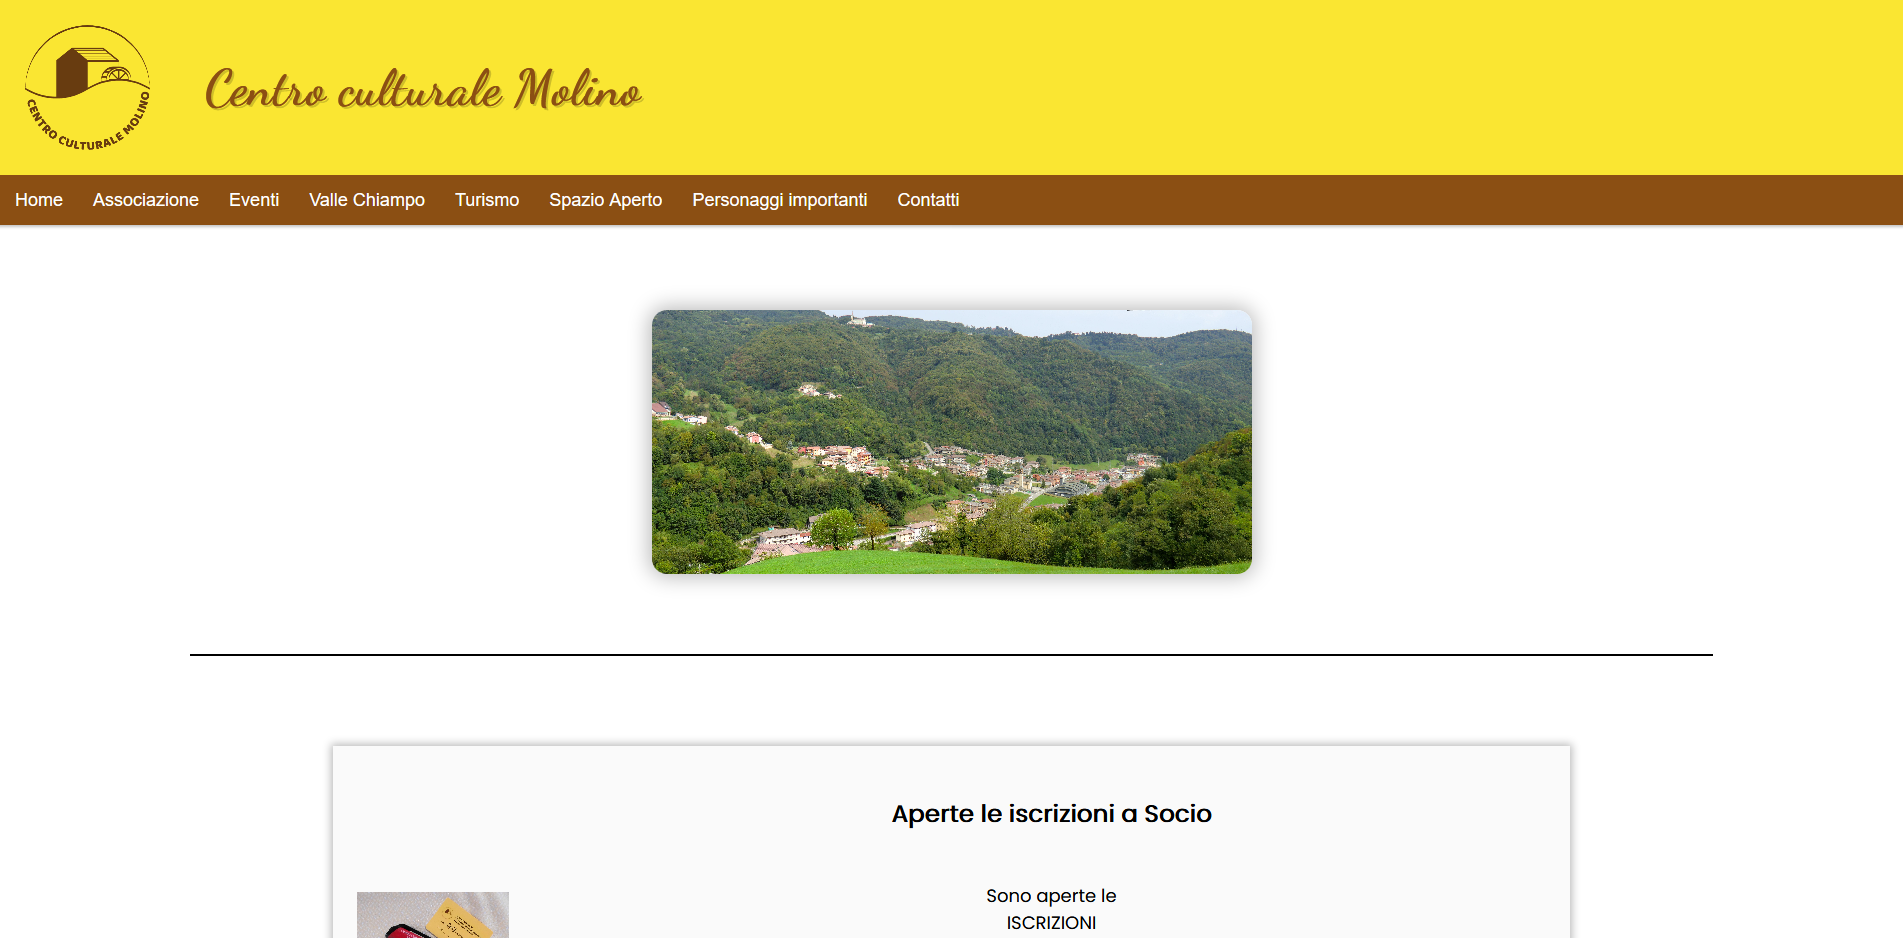 CENTRO CULTURALE MOLINO
Centro culturale Molino
Home Associazione Eventi Valle Chiampo Turismo Spazio Aperto Personaggi importanti Contatti
Aperte le iscrizioni a Socio
Sono aperte le
ISCRIZIONI